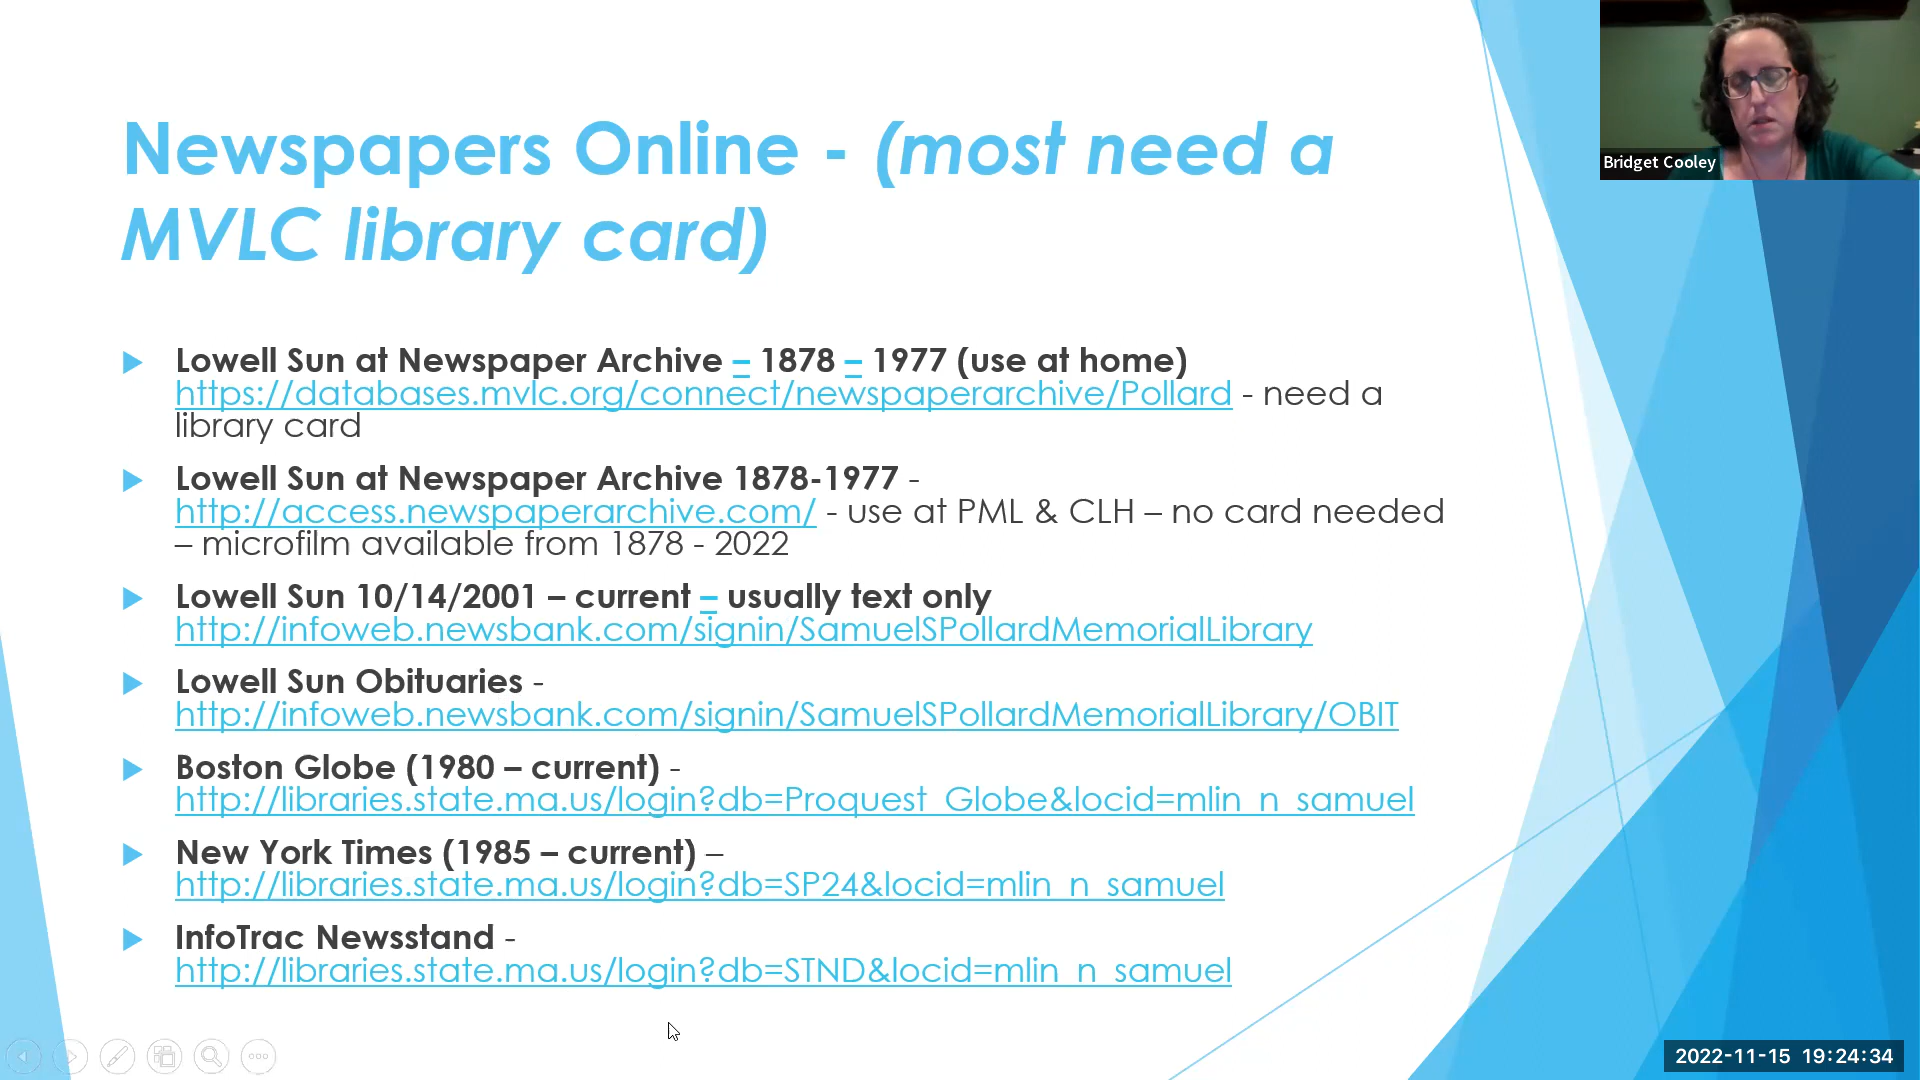 Newspapers Online - (most need a
MVLC library card)
Lowell Sun at Newspaper Archive – 1878 – 1977 (use at home)
https://databases.mvlc.org/connect/newspaperarchive/Pollard - need a
library card
Lowell Sun at Newspaper Archive 1878-1977 -
http://access.newspaperarchive.com/ - use at PML & CLH – no card needed
– microfilm available from 1878 - 2022
Lowell Sun 10/14/2001 – current – usually text only
http://infoweb.newsbank.com/signin/SamuelSPollardMemorialLibrary
Lowell Sun Obituaries -
http://infoweb.newsbank.com/signin/SamuelSPollardMemorialLibrary/OBIT
Boston Globe (1980 – current) -
http://libraries.state.ma.us/login?db=Proquest_Globe&locid=mlin_n_samuel
New York Times (1985 – current) –
http://libraries.state.ma.us/login?db=SP24&locid=mlin_n_samuel
InfoTrac Newsstand -
http://libraries.state.ma.us/login?db=STND&locid=mlin_n_samuel
Bridget Cooley
2022-11-15 19:24:34